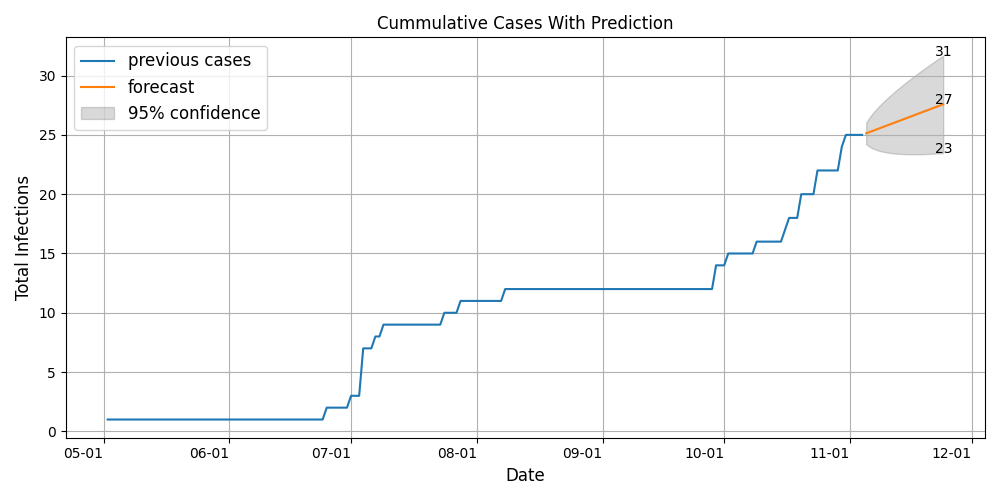 Cummulative Cases With Prediction
previous cases
forecast
95% confidence
31
27
23
Total Infections
30
25
20
15
10
5
0
05-01 06-01 07-01 08-01 09-01 10-01 11-01 12-01
Date